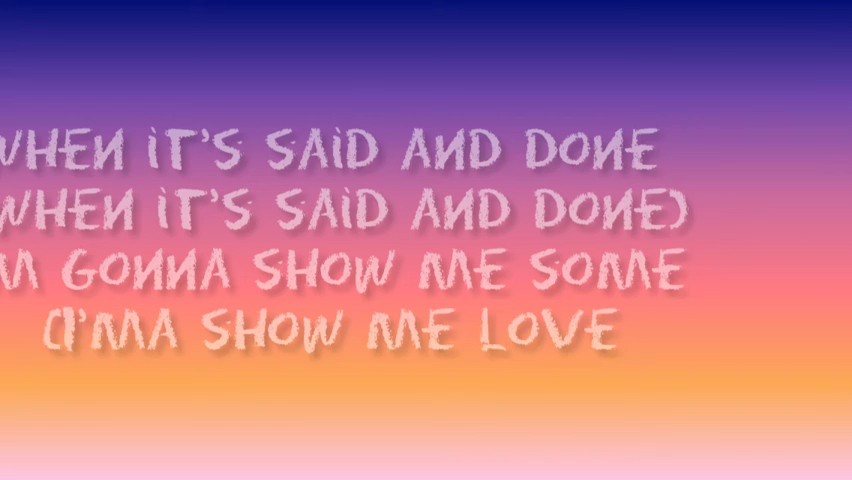 WHEN IT'S SAID AND DONE
WHEN IT'S SAID AND DONE)
M GONNA SHOW ME SOME
(I'MA SHOW ME LOVE